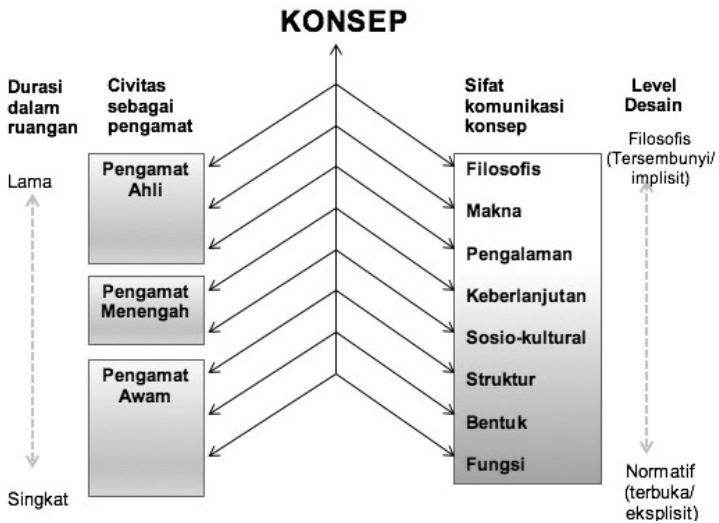 KONSEP
Durasi
dalam
ruangan
Civitas
sebagai
pengamat
Sifat
komunikasi
konsep
Level
Desain
Lama
Singkat
Pengamat
Ahli
Pengamat
Menengah
Pengamat
Awam
Filosofis
Makna
Pengalaman
Keberlanjutan
Sosio-kultural
Struktur
Bentuk
Fungsi
Filosofis
(Tersembunyi/
implisit)
Normatif
(terbuka/
eksplisit)